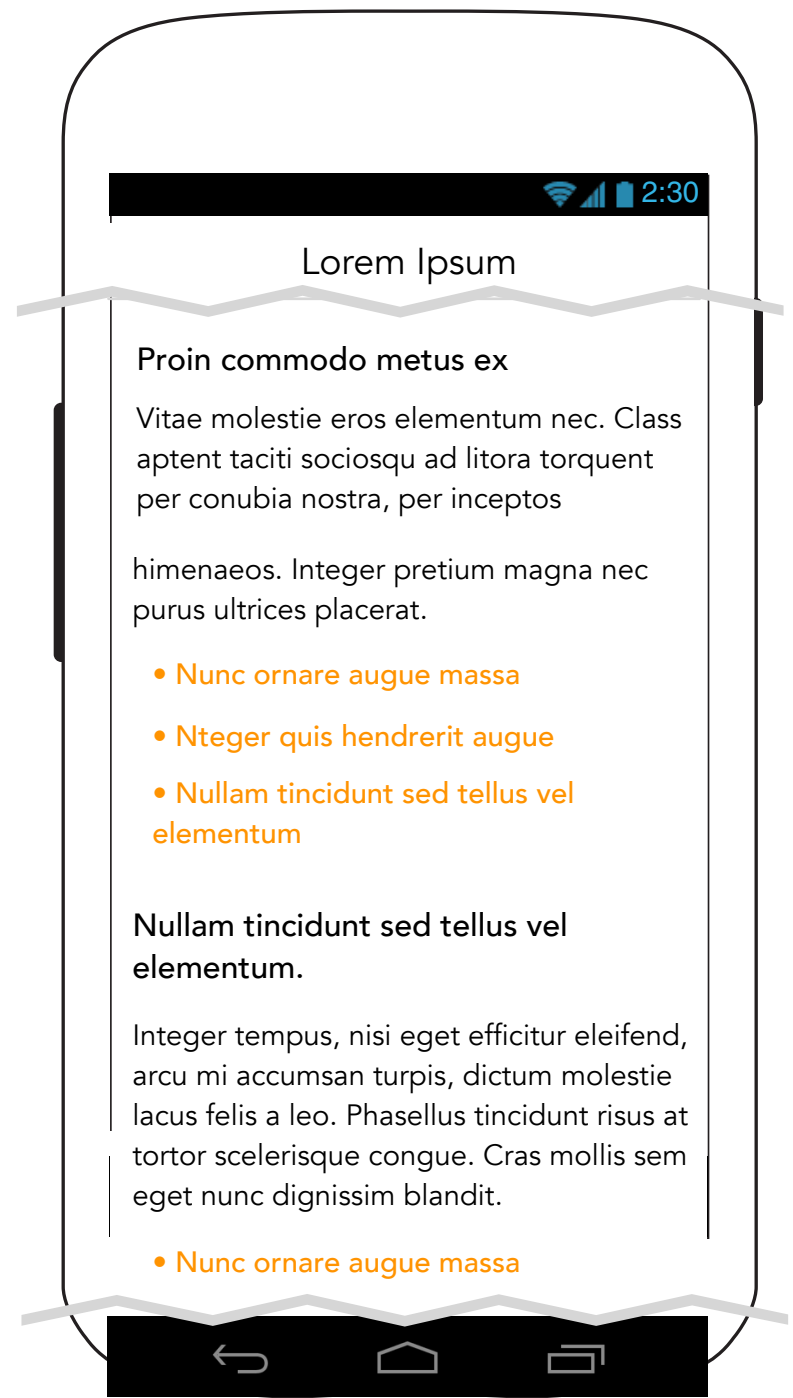 2:30
Lorem Ipsum
Proin commodo metus ex
Vitae molestie eros elementum nec. Class
aptent taciti sociosqu ad litora torquent
per conubia nostra, per inceptos
himenaeos. Integer pretium magna nec
purus ultrices placerat.
• Nunc ornare augue massa
• Nteger quis hendrerit augue
• Nullam tincidunt sed tellus vel
elementum
Nullam tincidunt sed tellus vel
elementum.
Integer tempus, nisi eget efficitur eleifend,
arcu mi accumsan turpis, dictum molestie
lacus felis a leo. Phasellus tincidunt risus at
tortor scelerisque congue. Cras mollis sem
eget nunc dignissim blandit.
• Nunc ornare augue massa